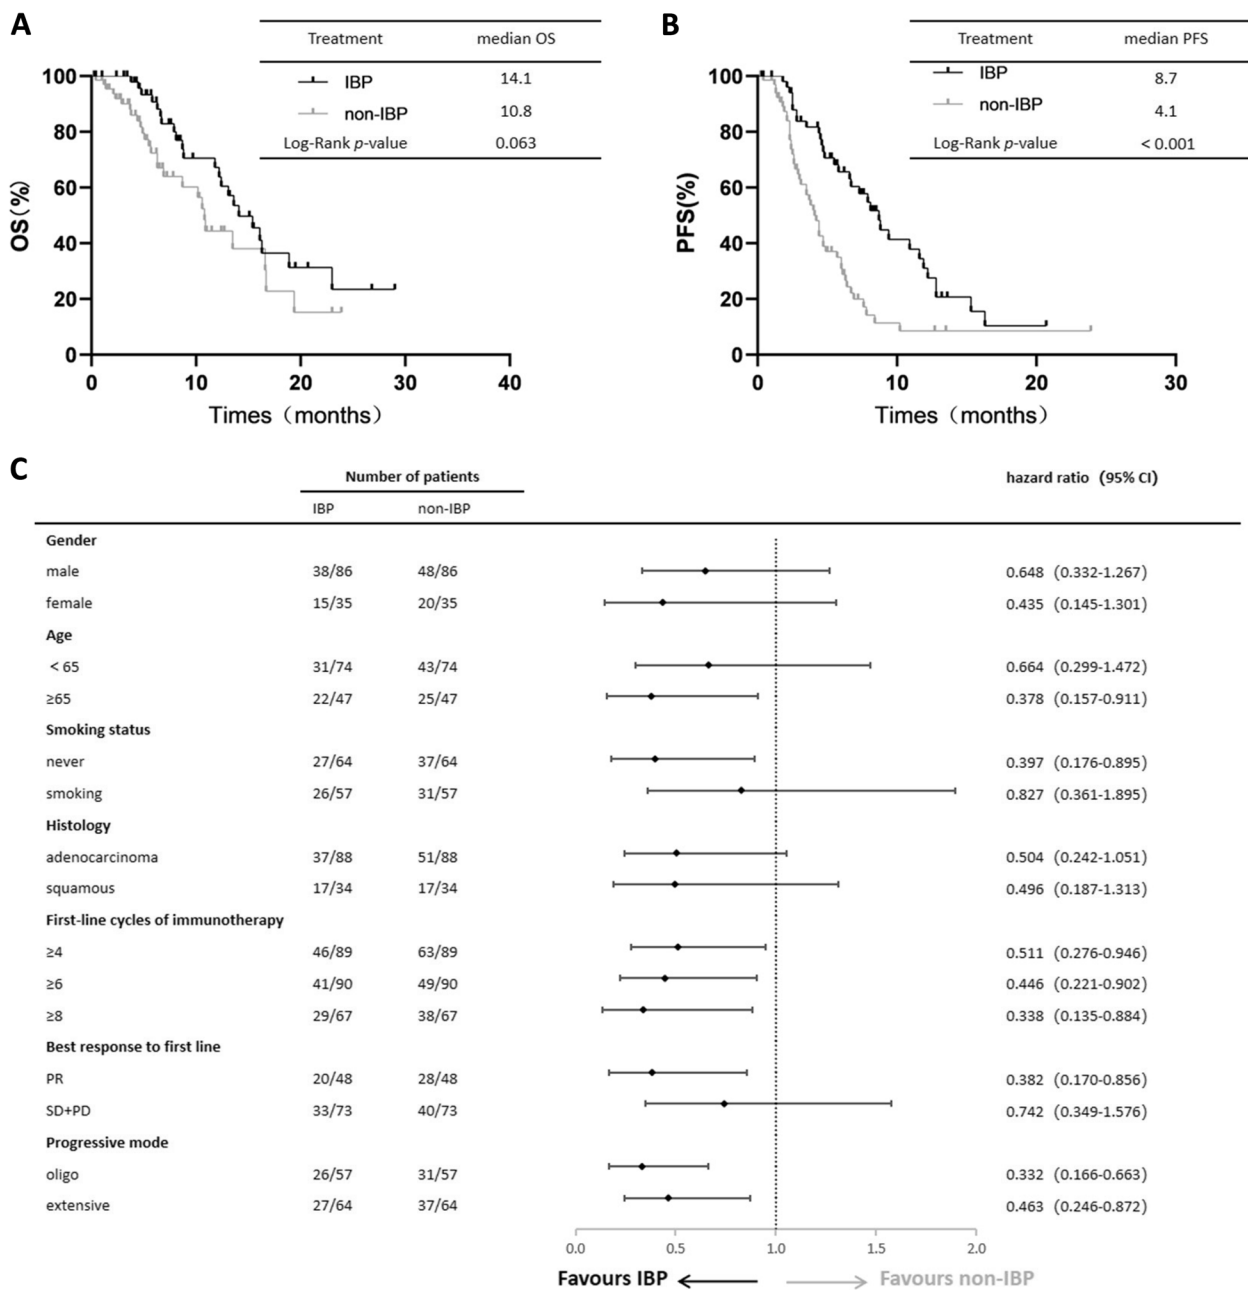 A
Treatment median OS
IBP 14.1
non-IBP 10.8
Log-Rank p-value 0.063
OS(%)
100
80
60
40
20
0
0 10 20 30 40
Times（months）
B
Treatment median PFS
IBP 8.7
non-IBP 4.1
Log-Rank p-value < 0.001
PFS(%)
100
80
60
40
20
0
0 10 20 30
Times（months）
C
Number of patients hazard ratio (95% CI)
IBP non-IBP
Gender
male 38/86 48/86 0.648 (0.332-1.267)
female 15/35 20/35 0.435 (0.145-1.301)
Age
< 65 31/74 43/74 0.664 (0.299-1.472)
≥65 22/47 25/47 0.378 (0.157-0.911)
Smoking status
never 27/64 37/64 0.397 (0.176-0.895)
smoking 26/57 31/57 0.827 (0.361-1.895)
Histology
adenocarcinoma 37/88 51/88 0.504 (0.242-1.051)
squamous 17/34 17/34 0.496 (0.187-1.313)
First-line cycles of immunotherapy
≥4 46/89 63/89 0.511 (0.276-0.946)
≥6 41/90 49/90 0.446 (0.221-0.902)
≥8 29/67 38/67 0.338 (0.135-0.884)
Best response to first line
PR 20/48 28/48 0.382 (0.170-0.856)
SD+PD 33/73 40/73 0.742 (0.349-1.576)
Progressive mode
oligo 26/57 31/57 0.332 (0.166-0.663)
extensive 27/64 37/64 0.463 (0.246-0.872)
0.0 0.5 1.0 1.5 2.0
Favours IBP Favours non-IBP